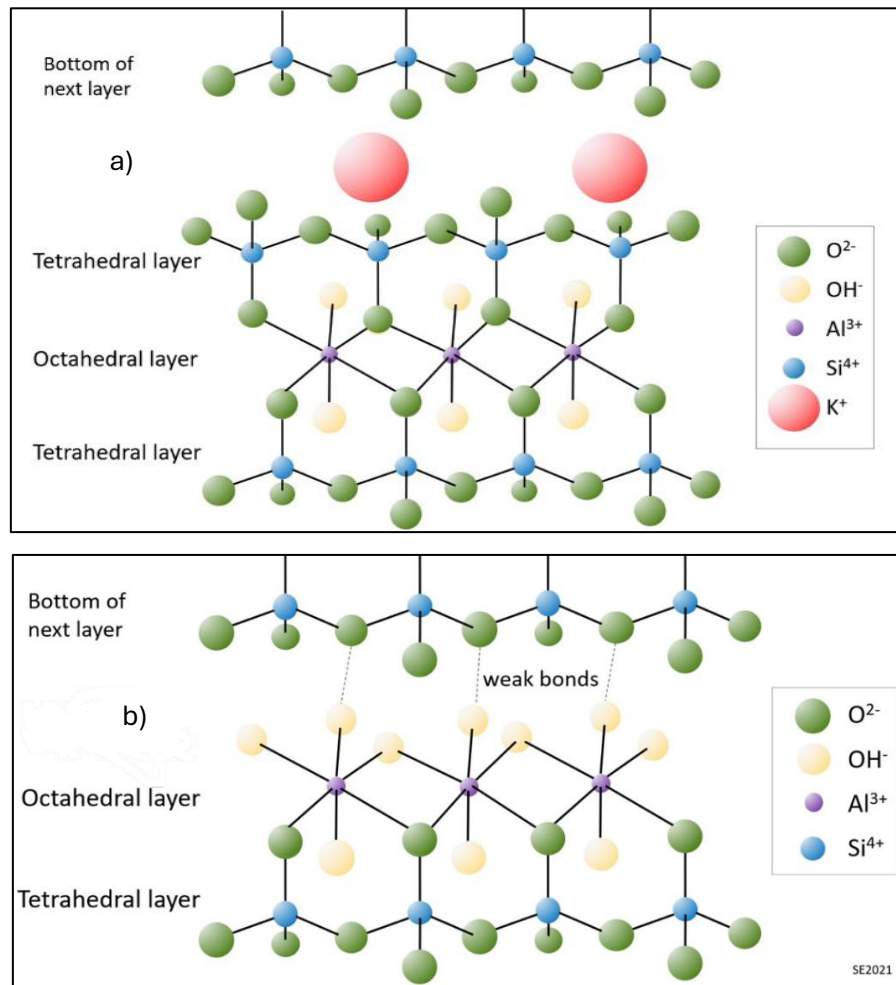 Bottom of
next layer
a)
Tetrahedral layer
Octahedral layer
Tetrahedral layer
O²⁻
OH⁻
Al³⁺
Si⁴⁺
K⁺
Bottom of
next layer
weak bonds
b)
Octahedral layer
Tetrahedral layer
O²⁻
OH⁻
Al³⁺
Si⁴⁺
SE2021